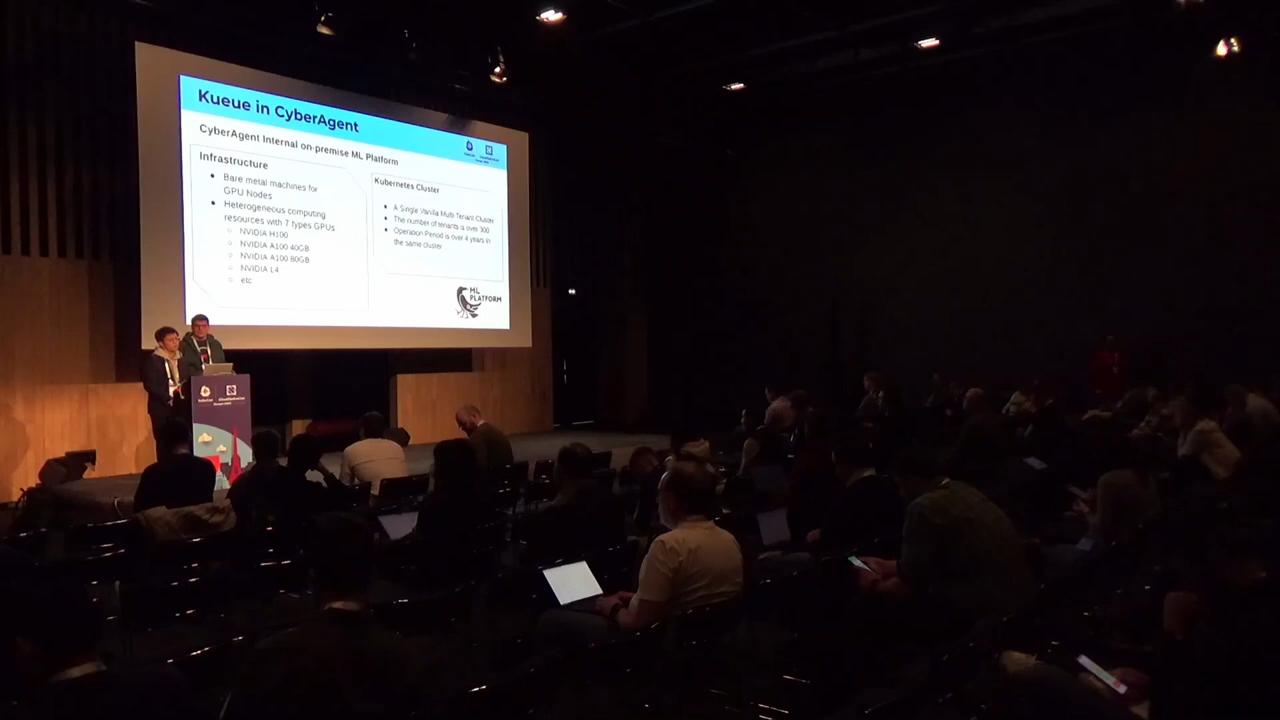 Kueue in CyberAgent
CyberAgent Internal on-premise ML Platform
Infrastructure
● Bare metal machines for
GPU Nodes
● Heterogeneous computing
resources with 7 types GPUs
○ NVIDIA H100
○ NVIDIA A100 40GB
○ NVIDIA A100 80GB
○ NVIDIA L4
○ etc
Kubernetes Cluster
● A Single Vanilla Multi Tenant Cluster
● The number of tenants is over 300
● Operation Period is over 4 years in
the same cluster
ML
PLATFORM